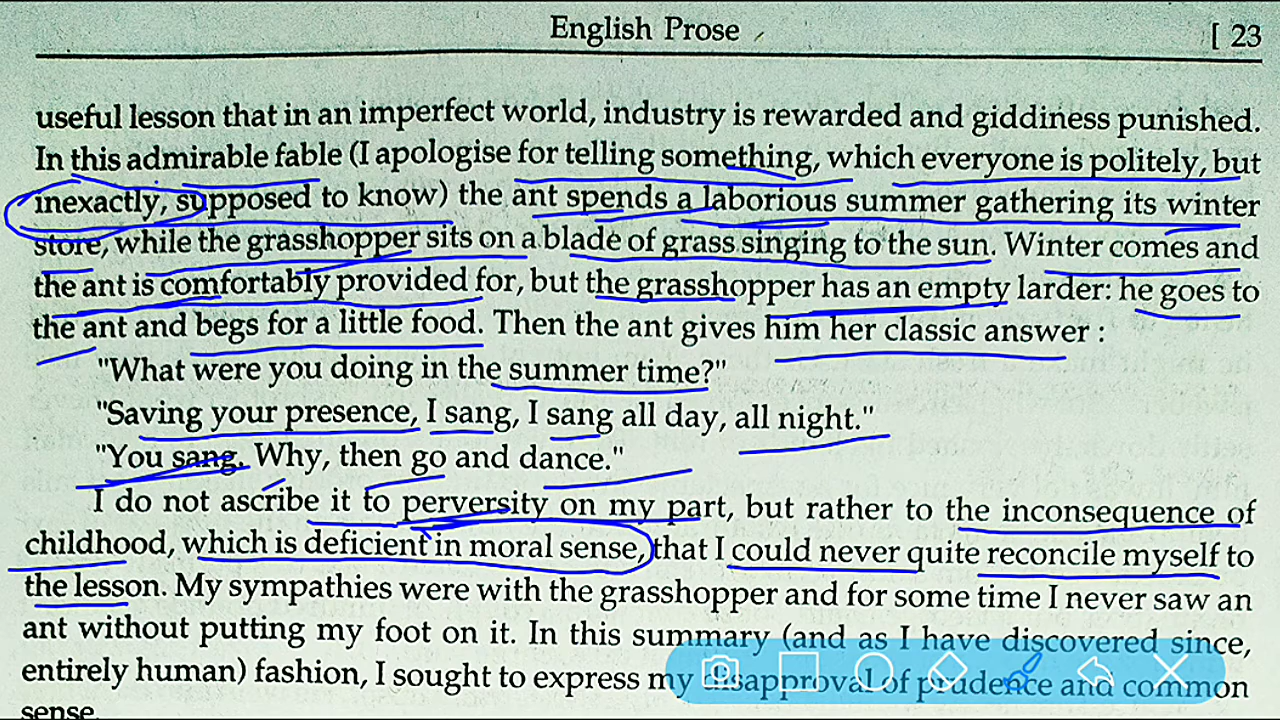 English Prose
[ 23
useful lesson that in an imperfect world, industry is rewarded and giddiness punished.
In this admirable fable (I apologise for telling something, which everyone is politely, but
inexactly, supposed to know) the ant spends a laborious summer gathering its winter
store, while the grasshopper sits on a blade of grass singing to the sun. Winter comes and
the ant is comfortably provided for, but the grasshopper has an empty larder: he goes to
the ant and begs for a little food. Then the ant gives him her classic answer :
"What were you doing in the summer time?"
"Saving your presence, I sang, I sang all day, all night."
"You sang. Why, then go and dance."
I do not ascribe it to perversity on my part, but rather to the inconsequence of
childhood, which is deficient in moral sense, that I could never quite reconcile myself to
the lesson. My sympathies were with the grasshopper and for some time I never saw an
ant without putting my foot on it. In this summary (and as I have discovered since,
entirely human) fashion, I sought to express my disapproval of prudence and common
sense.